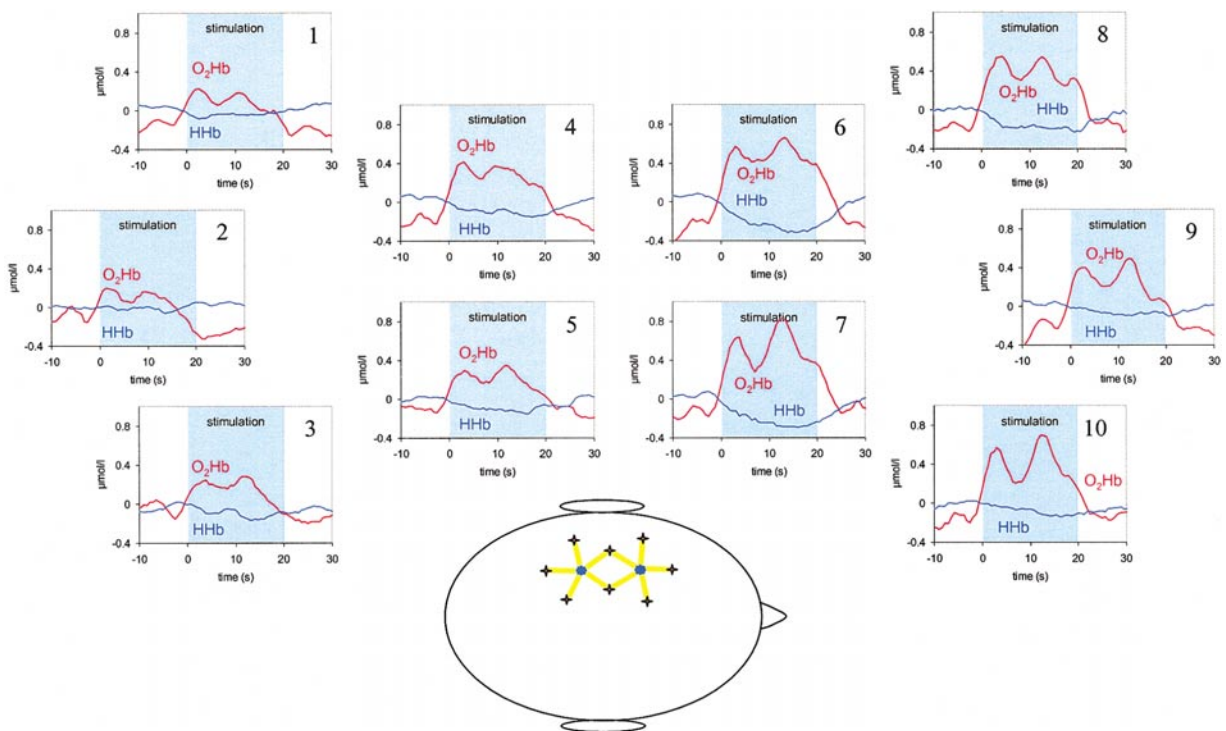 1
stimulation
0.8
0.4
0
-0.4
µmol/l
O₂Hb
HHb
-10 0 10 20 30
time (s)
2
stimulation
0.8
0.4
0
-0.4
µmol/l
O₂Hb
HHb
-10 0 10 20 30
time (s)
3
stimulation
0.8
0.4
0
-0.4
µmol/l
O₂Hb
HHb
-10 0 10 20 30
time (s)
4
stimulation
0.8
0.4
0
-0.4
µmol/l
O₂Hb
HHb
-10 0 10 20 30
time (s)
5
stimulation
0.8
0.4
0
-0.4
µmol/l
O₂Hb
HHb
-10 0 10 20 30
time (s)
6
stimulation
0.8
0.4
0
-0.4
µmol/l
O₂Hb
HHb
-10 0 10 20 30
time (s)
7
stimulation
0.8
0.4
0
-0.4
µmol/l
O₂Hb
HHb
-10 0 10 20 30
time (s)
8
stimulation
0.8
0.4
0
-0.4
µmol/l
O₂Hb
HHb
-10 0 10 20 30
time (s)
9
stimulation
0.8
0.4
0
-0.4
µmol/l
O₂Hb
HHb
-10 0 10 20 30
time (s)
10
stimulation
0.8
0.4
0
-0.4
µmol/l
O₂Hb
HHb
-10 0 10 20 30
time (s)